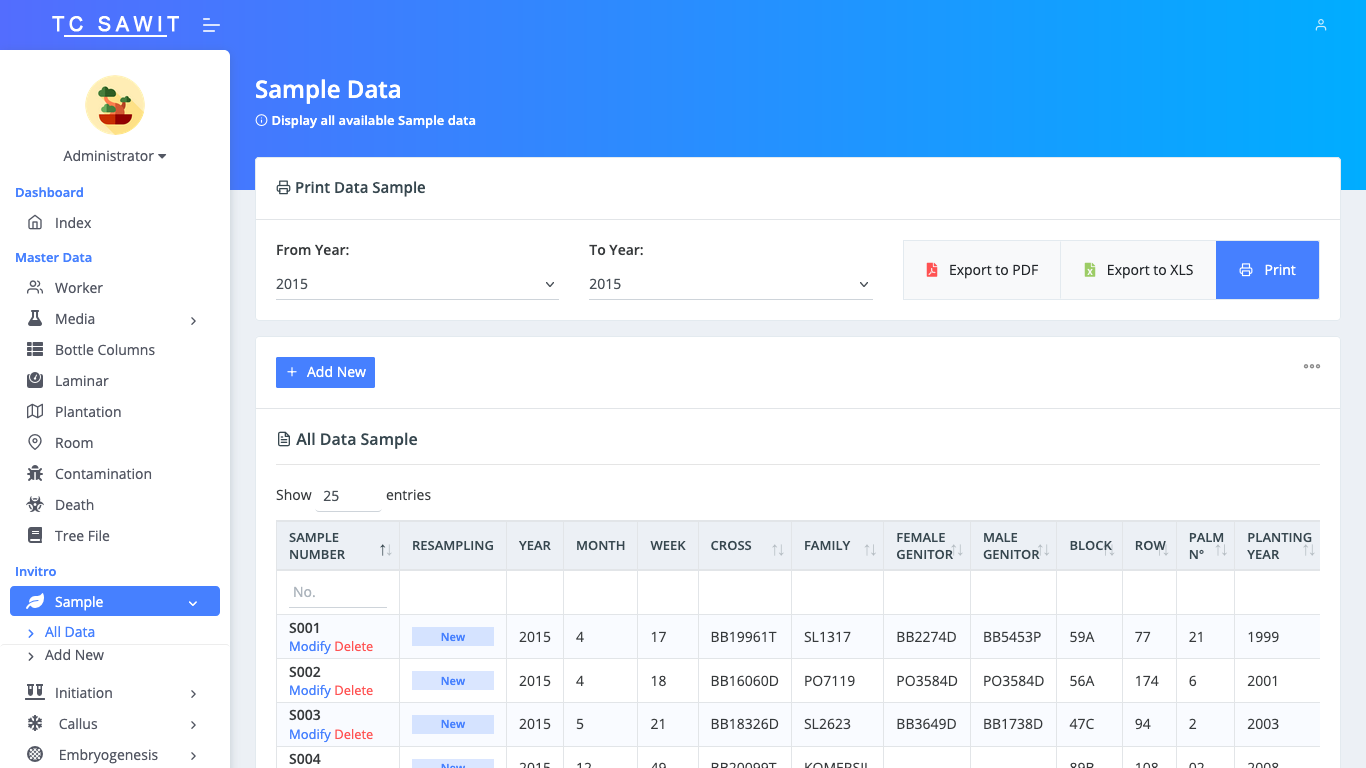 TC SAWIT
Administrator
Dashboard
Index
Master Data
Worker
Media
Bottle Columns
Laminar
Plantation
Room
Contamination
Death
Tree File
Invitro
Sample
All Data
Add New
Initiation
Callus
Embryogenesis
Sample Data
Display all available Sample data
Print Data Sample
From Year:
2015
To Year:
2015
Export to PDF
Export to XLS
Print
+ Add New
All Data Sample
Show 25 entries
SAMPLE NUMBER RESAMPLING YEAR MONTH WEEK CROSS FAMILY FEMALE GENITOR MALE GENITOR BLOCK ROW PALM N° PLANTING YEAR
No.
S001 Modify Delete New 2015 4 17 BB19961T SL1317 BB2274D BB5453P 59A 77 21 1999
S002 Modify Delete New 2015 4 18 BB16060D PO7119 PO3584D PO3584D 56A 174 6 2001
S003 Modify Delete New 2015 5 21 BB18326D SL2623 BB3649D BB1738D 47C 94 2 2003
S004 New 2015 12 49 BB20099T KOMERSIL 89B 108 02 2008